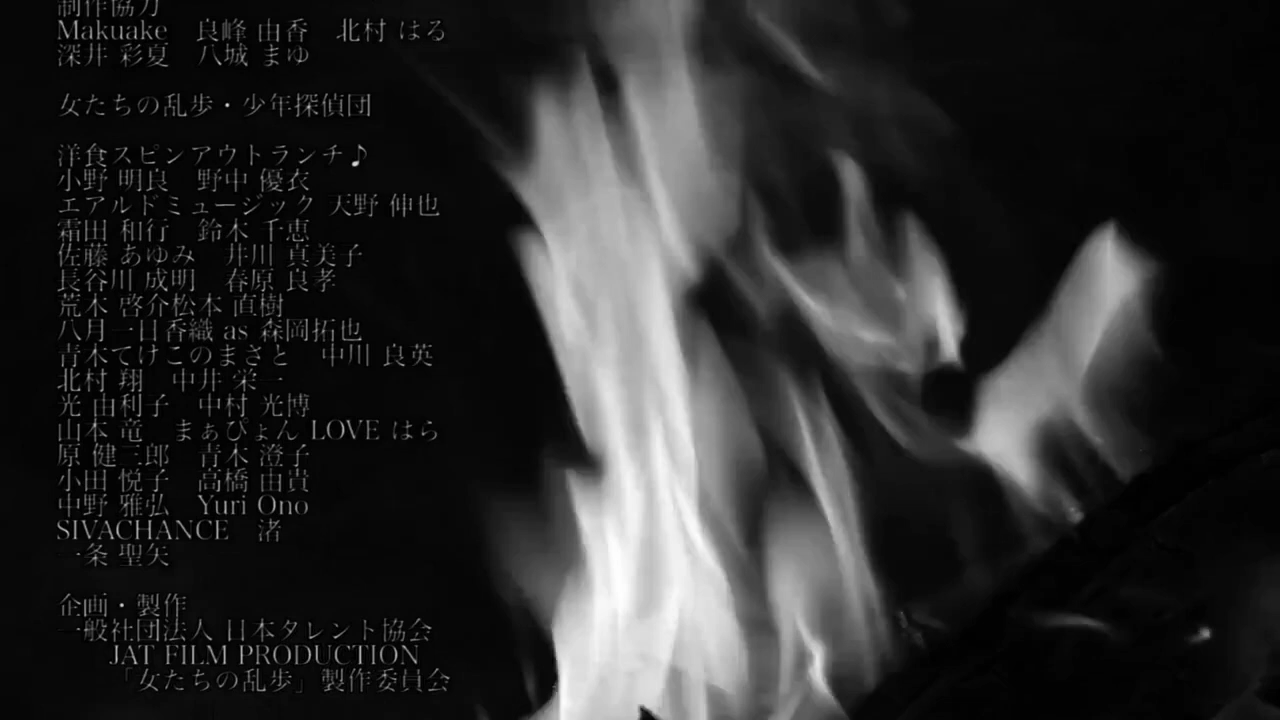 制作協力
Makuake　良峰 由香　北村 はる
深井 彩夏　八城 まゆ
女たちの乱歩・少年探偵団
洋食スピンアウトランチ♪
小野 明良　野中 優衣
エアルドミュージック 天野 伸也
霜田 和行　鈴木 千恵
佐藤 あゆみ　井川 真美子
長谷川 成明　春原 良孝
荒木 啓介松本 直樹
八月一日香織 as 森岡拓也
青木てけこのまさと　中川 良英
北村 翔　中井 栄一
光 由利子　中村 光博
山本 竜　まぁぴょん LOVE はら
原 健二郎　青木 澄子
小田 悦子　高橋 由貴
中野 雅弘　Yuri Ono
SIVACHANCE　渚
一条 聖矢
企画・製作
一般社団法人 日本タレント協会
JAT FILM PRODUCTION
「女たちの乱歩」製作委員会